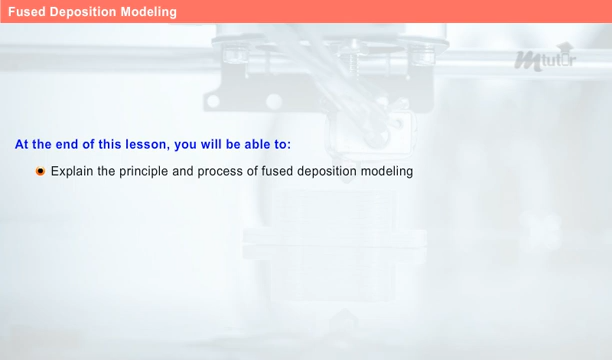 Fused Deposition Modeling
mtutor
At the end of this lesson, you will be able to:
Explain the principle and process of fused deposition modeling